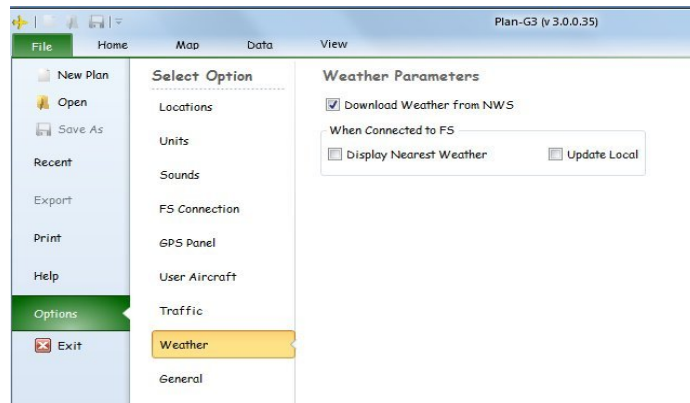 Plan-G3 (v 3.0.0.35)
File Home Map Data View
New Plan
Open
Save As
Recent
Export
Print
Help
Options
Exit
Select Option
Locations
Units
Sounds
FS Connection
GPS Panel
User Aircraft
Traffic
Weather
General
Weather Parameters
Download Weather from NWS
When Connected to FS
Display Nearest Weather Update Local